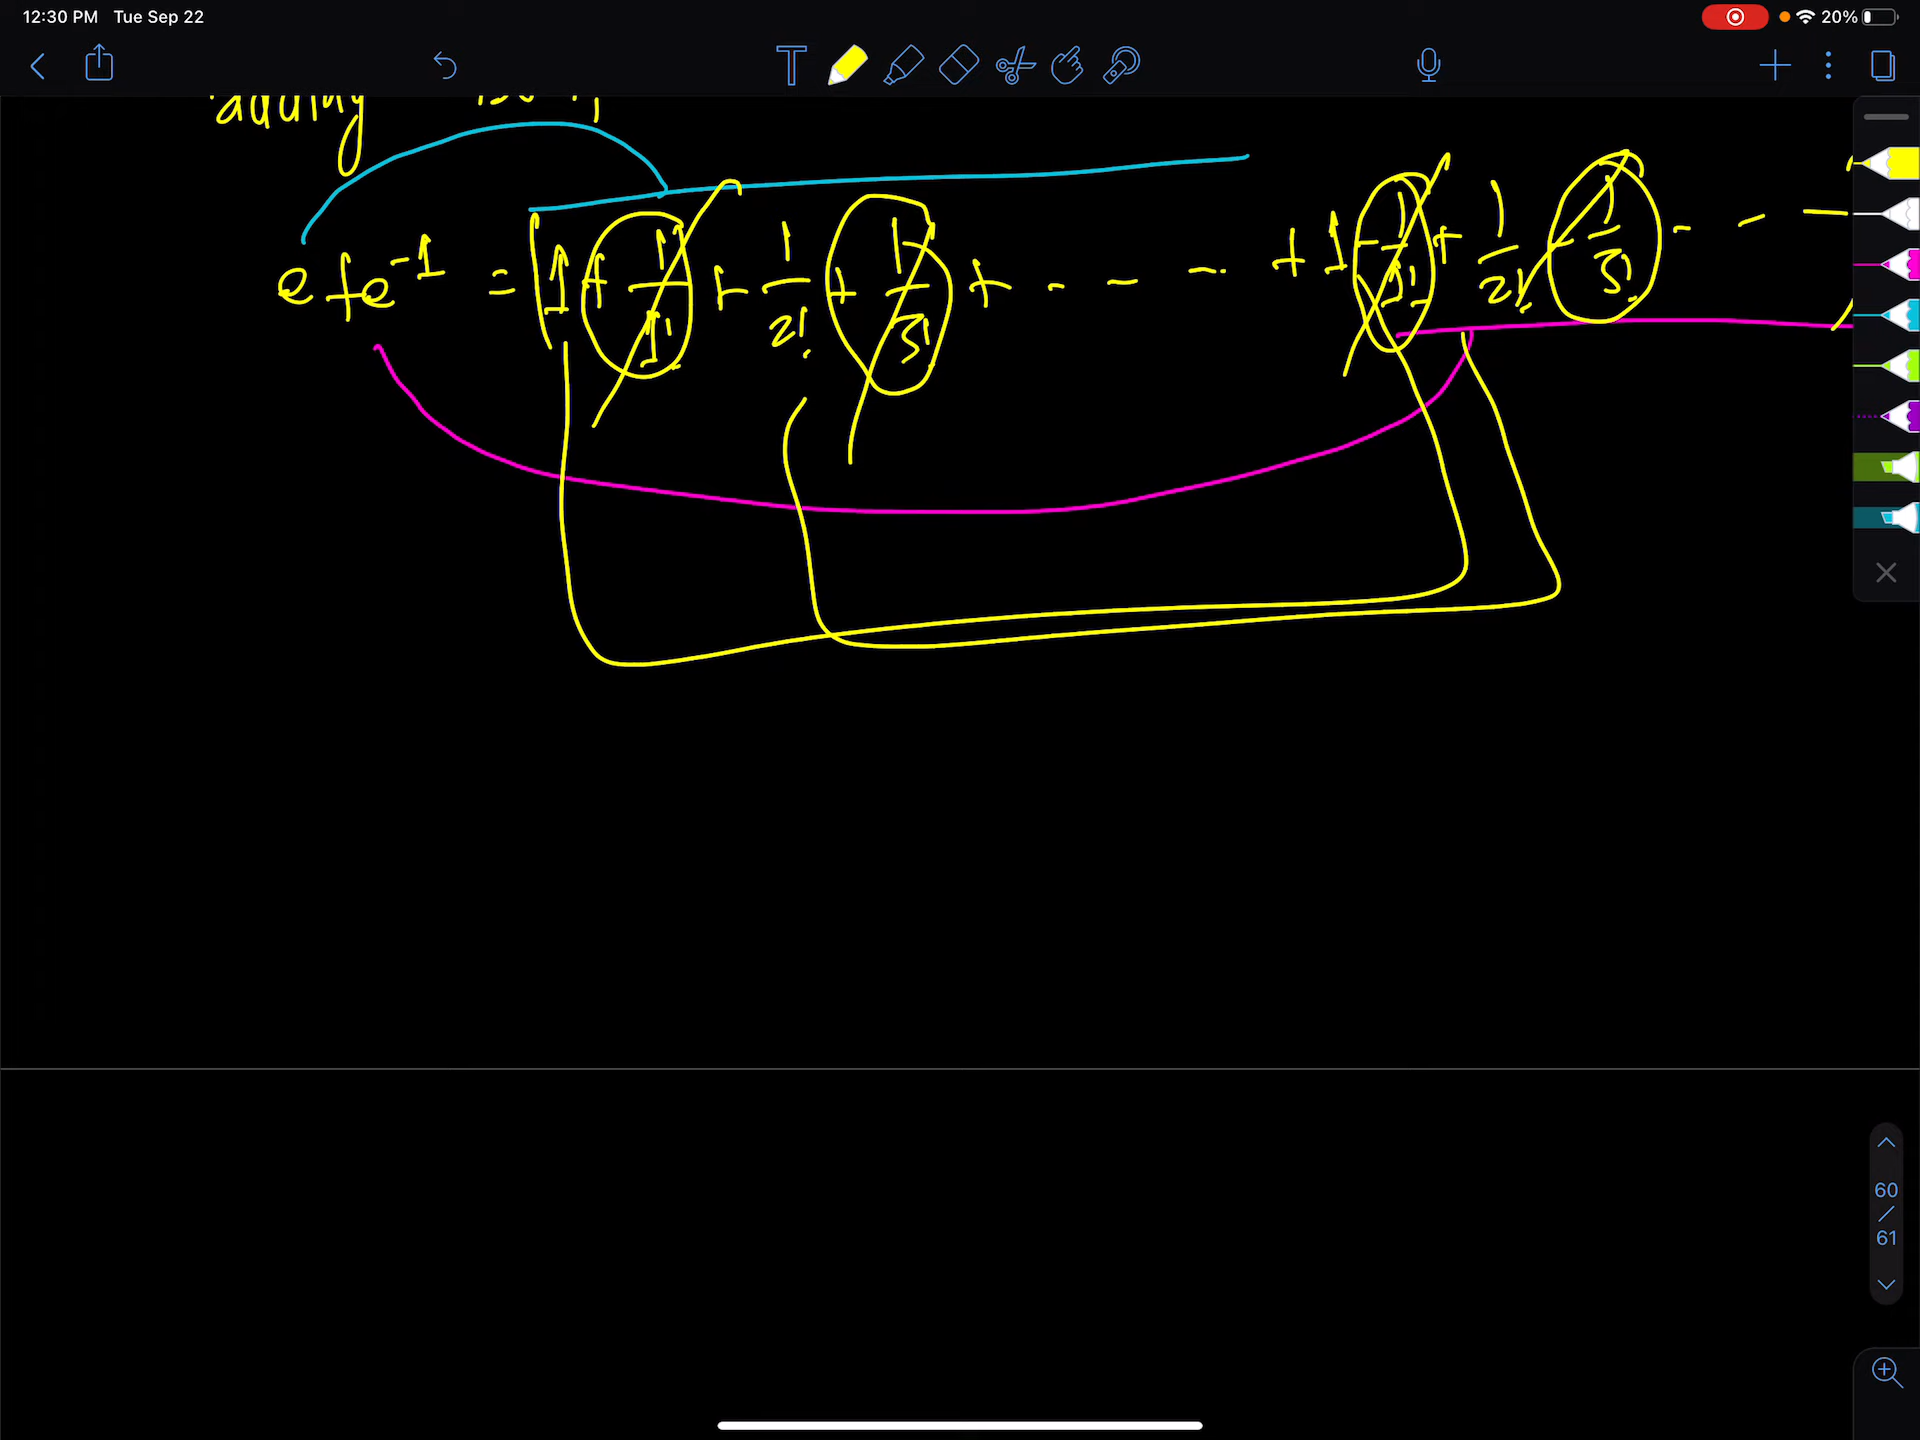 12:30 PM Tue Sep 22 20%
T
adding
e + e⁻¹ = (1 + 1/1! + 1/2! + 1/3! + - - - - + 1 - 1/1! + 1/2! - 1/3! - - -
60
/
61